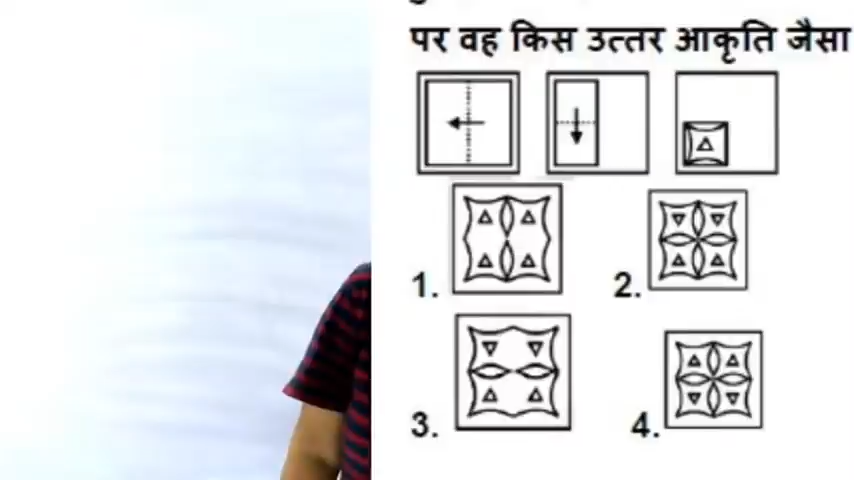 पर वह किस उत्तर आकृति जैसा
1.
2.
3.
4.